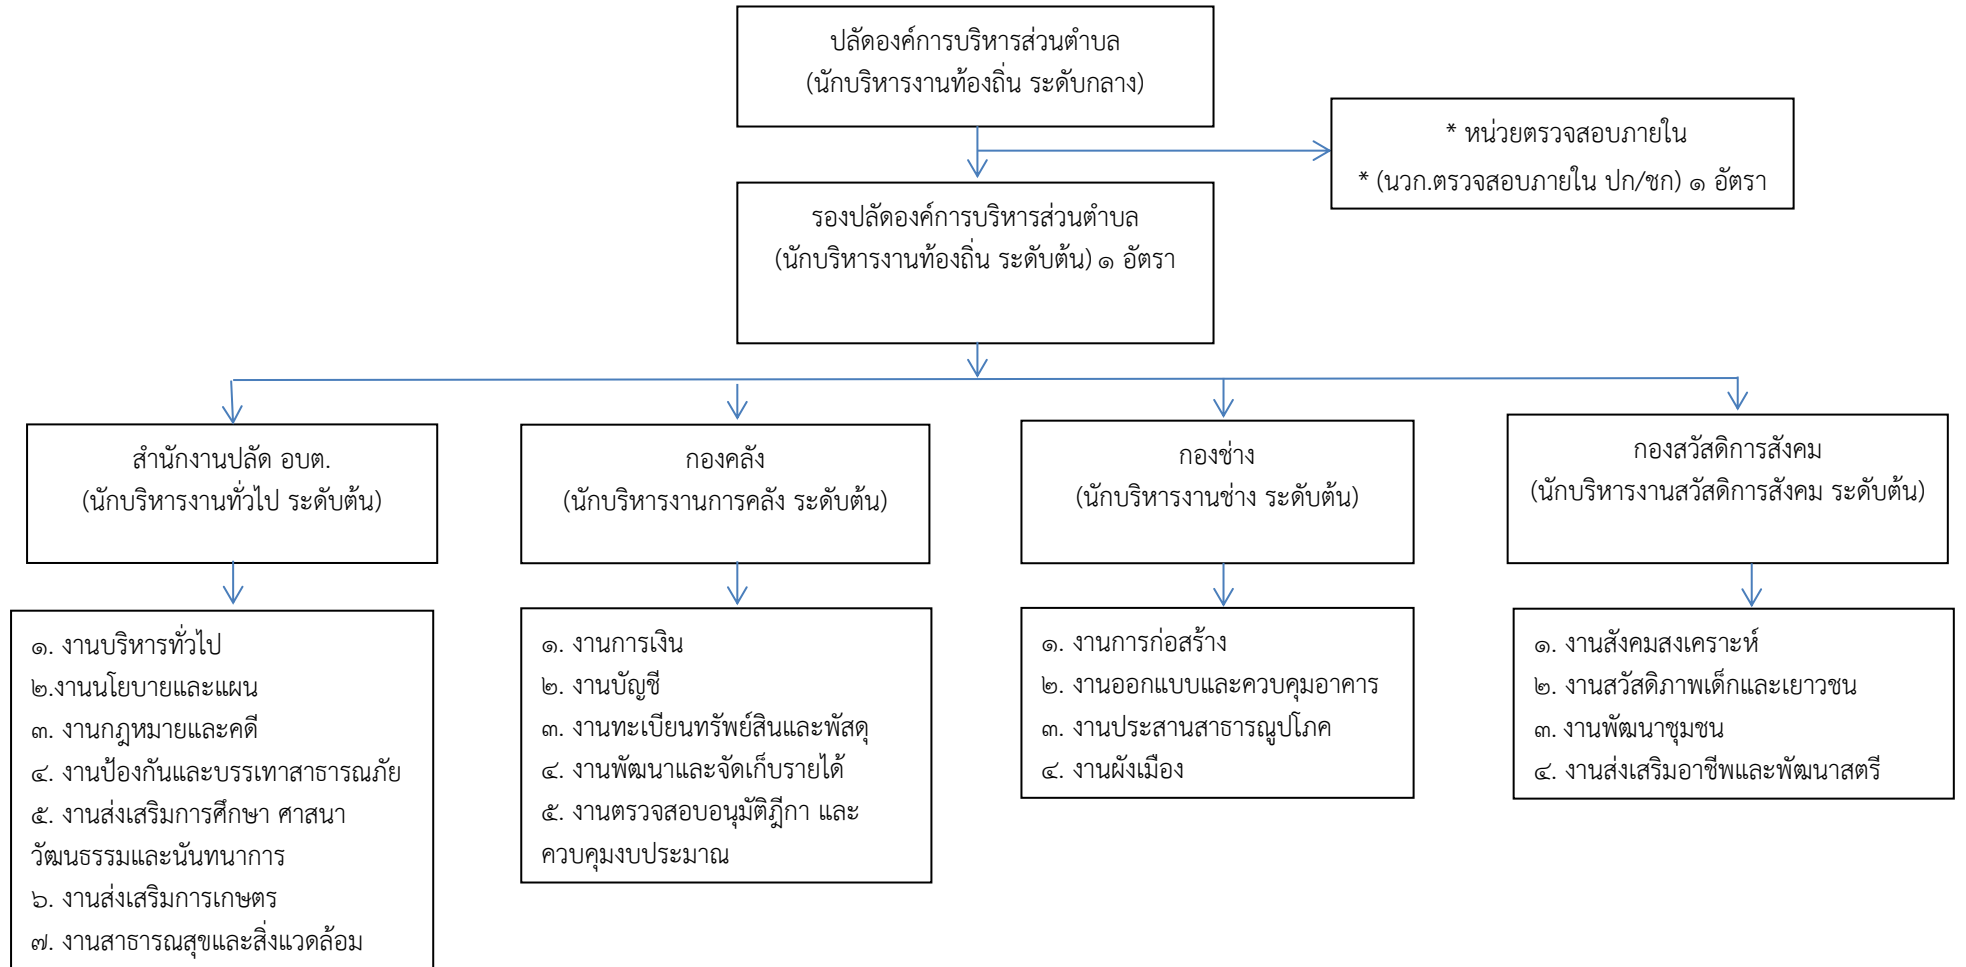 ปลัดองค์การบริหารส่วนตำบล
(นักบริหารงานท้องถิ่น ระดับกลาง)
* หน่วยตรวจสอบภายใน
* (นวก.ตรวจสอบภายใน ปก/ชก) ๑ อัตรา
รองปลัดองค์การบริหารส่วนตำบล
(นักบริหารงานท้องถิ่น ระดับต้น) ๑ อัตรา
สำนักงานปลัด อบต.
(นักบริหารงานทั่วไป ระดับต้น)
กองคลัง
(นักบริหารงานการคลัง ระดับต้น)
กองช่าง
(นักบริหารงานช่าง ระดับต้น)
กองสวัสดิการสังคม
(นักบริหารงานสวัสดิการสังคม ระดับต้น)
๑. งานบริหารทั่วไป
๒.งานนโยบายและแผน
๓. งานกฎหมายและคดี
๔. งานป้องกันและบรรเทาสาธารณภัย
๕. งานส่งเสริมการศึกษา ศาสนา
วัฒนธรรมและนันทนาการ
๖. งานส่งเสริมการเกษตร
๗. งานสาธารณสุขและสิ่งแวดล้อม
๑. งานการเงิน
๒. งานบัญชี
๓. งานทะเบียนทรัพย์สินและพัสดุ
๔. งานพัฒนาและจัดเก็บรายได้
๕. งานตรวจสอบอนุมัติฎีกา และ
ควบคุมงบประมาณ
๑. งานการก่อสร้าง
๒. งานออกแบบและควบคุมอาคาร
๓. งานประสานสาธารณูปโภค
๔. งานผังเมือง
๑. งานสังคมสงเคราะห์
๒. งานสวัสดิภาพเด็กและเยาวชน
๓. งานพัฒนาชุมชน
๔. งานส่งเสริมอาชีพและพัฒนาสตรี